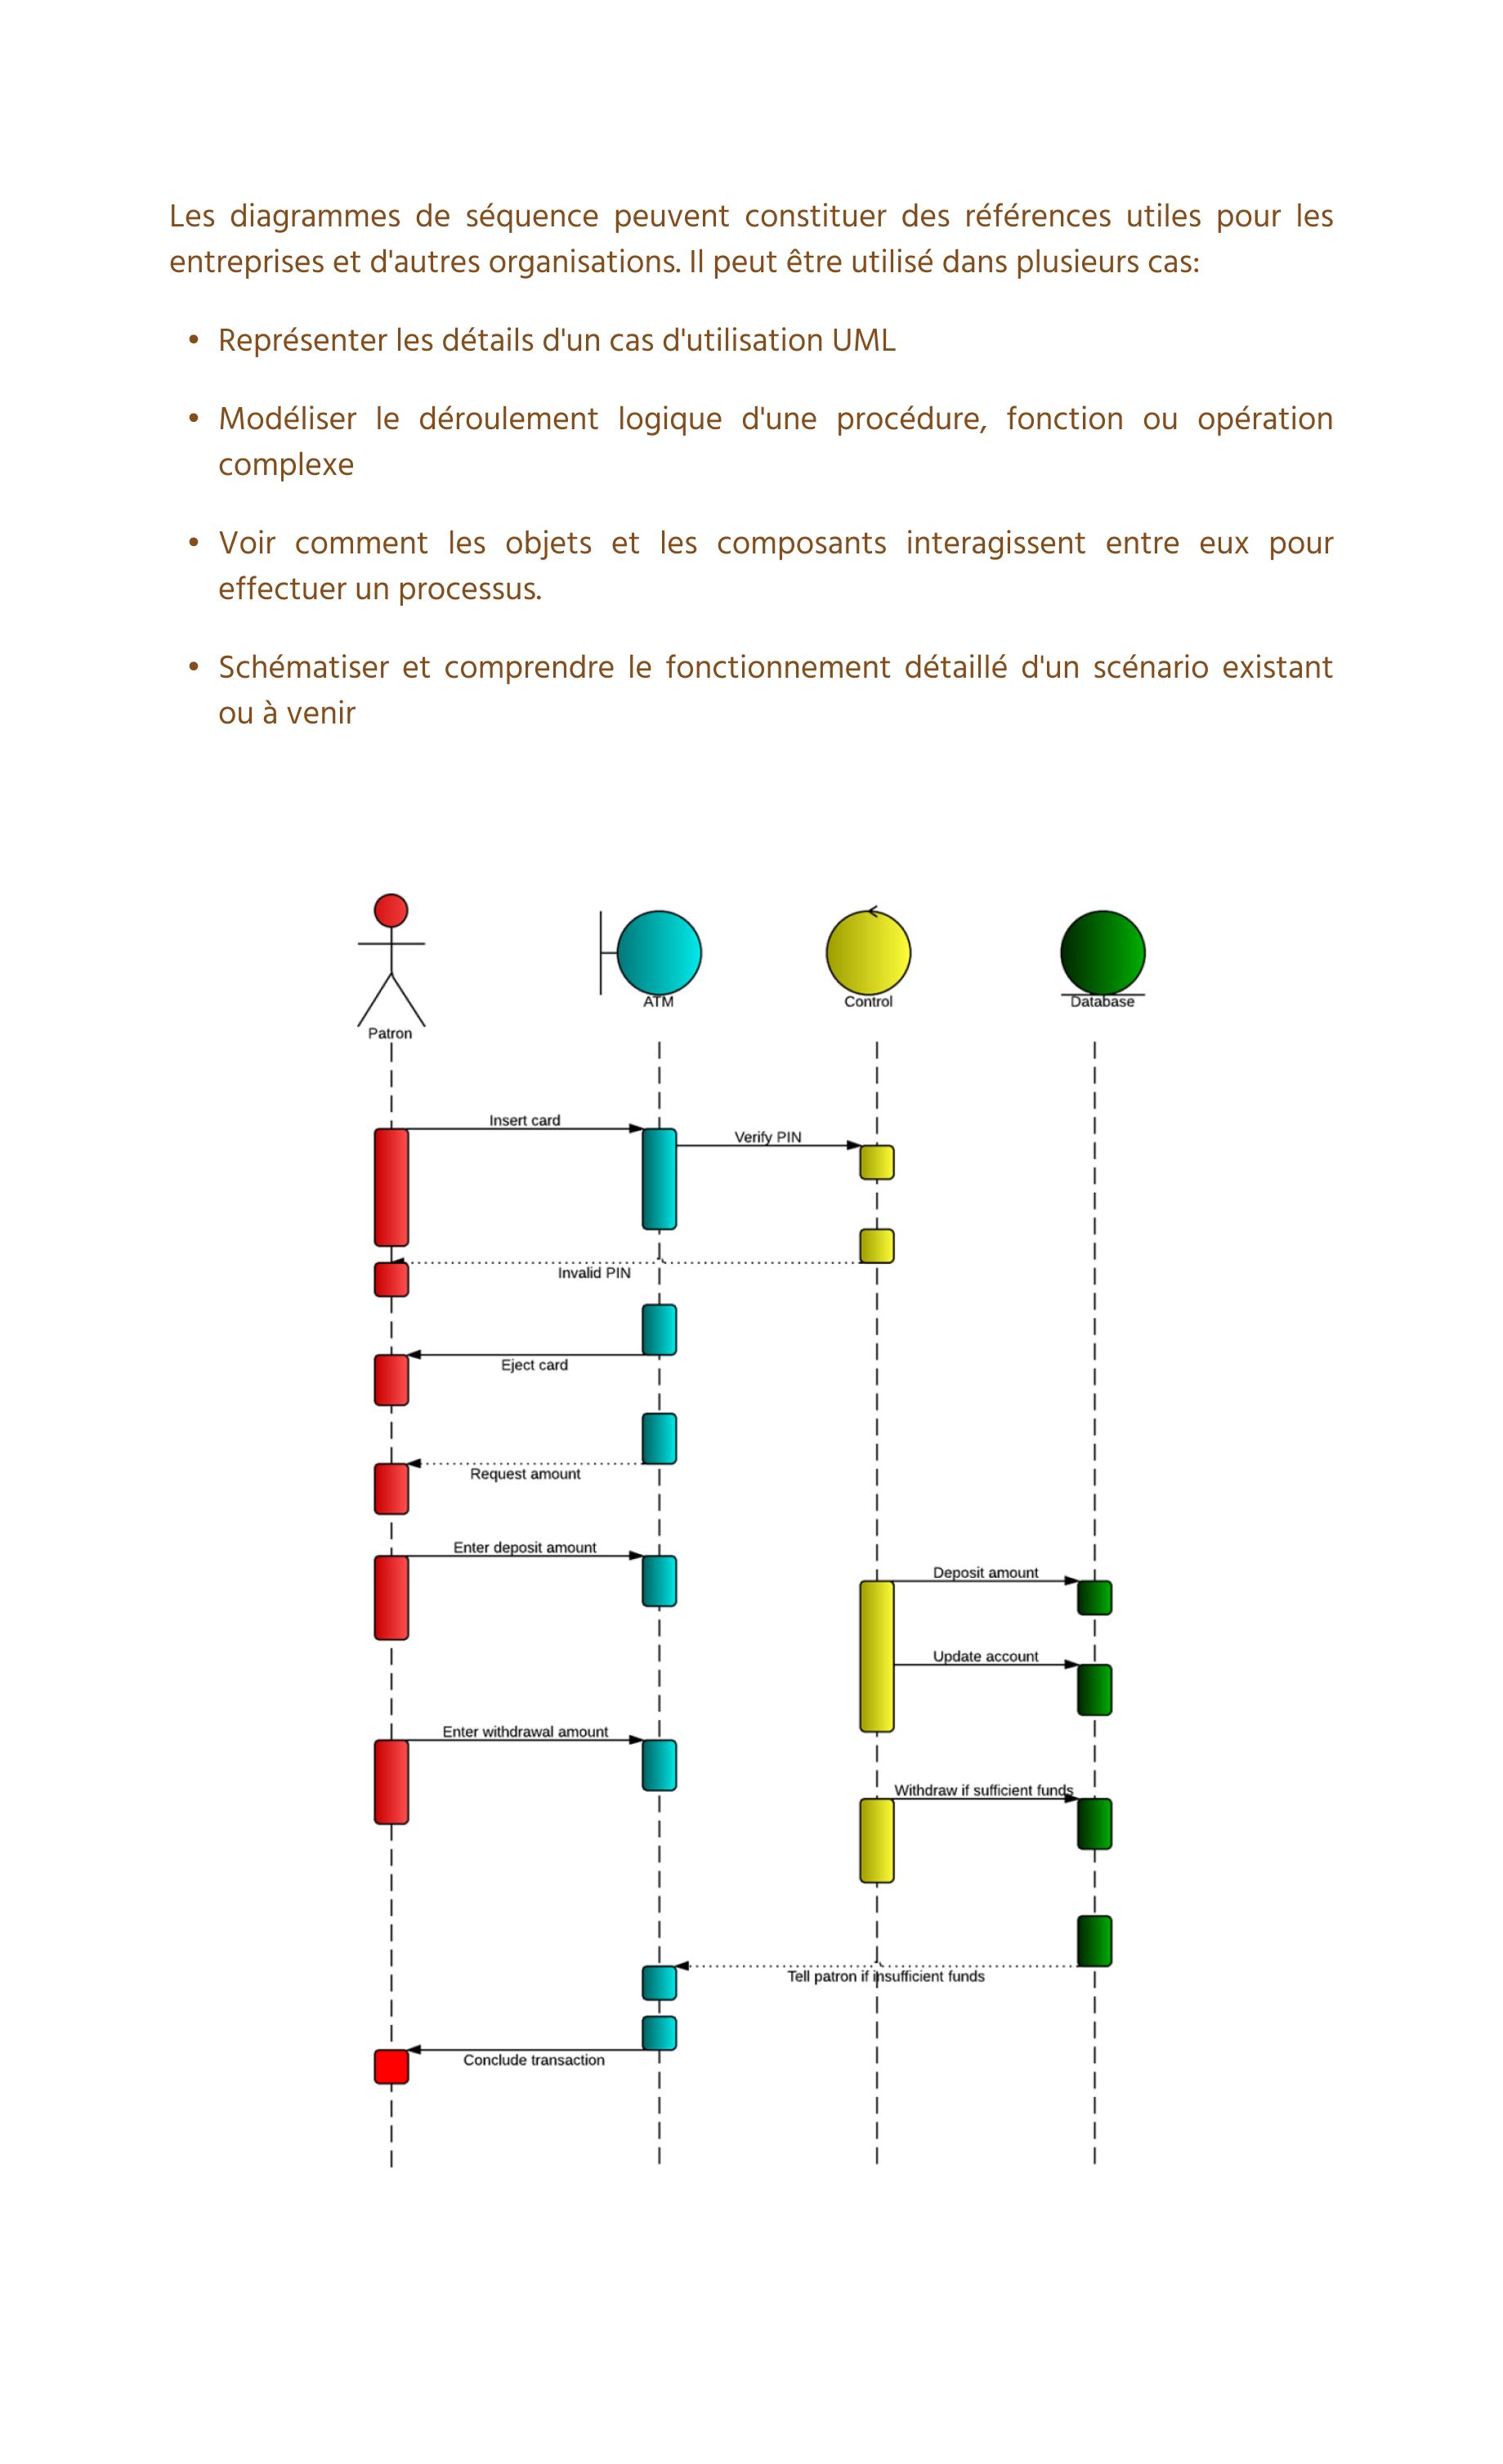 Les diagrammes de séquence peuvent constituer des références utiles pour les
entreprises et d'autres organisations. Il peut être utilisé dans plusieurs cas:
• Représenter les détails d'un cas d'utilisation UML
• Modéliser le déroulement logique d'une procédure, fonction ou opération
complexe
• Voir comment les objets et les composants interagissent entre eux pour
effectuer un processus.
• Schématiser et comprendre le fonctionnement détaillé d'un scénario existant
ou à venir
Patron
ATM
Control
Database
Insert card
Verify PIN
Invalid PIN
Eject card
Request amount
Enter deposit amount
Deposit amount
Update account
Enter withdrawal amount
Withdraw if sufficient funds
Tell patron if insufficient funds
Conclude transaction